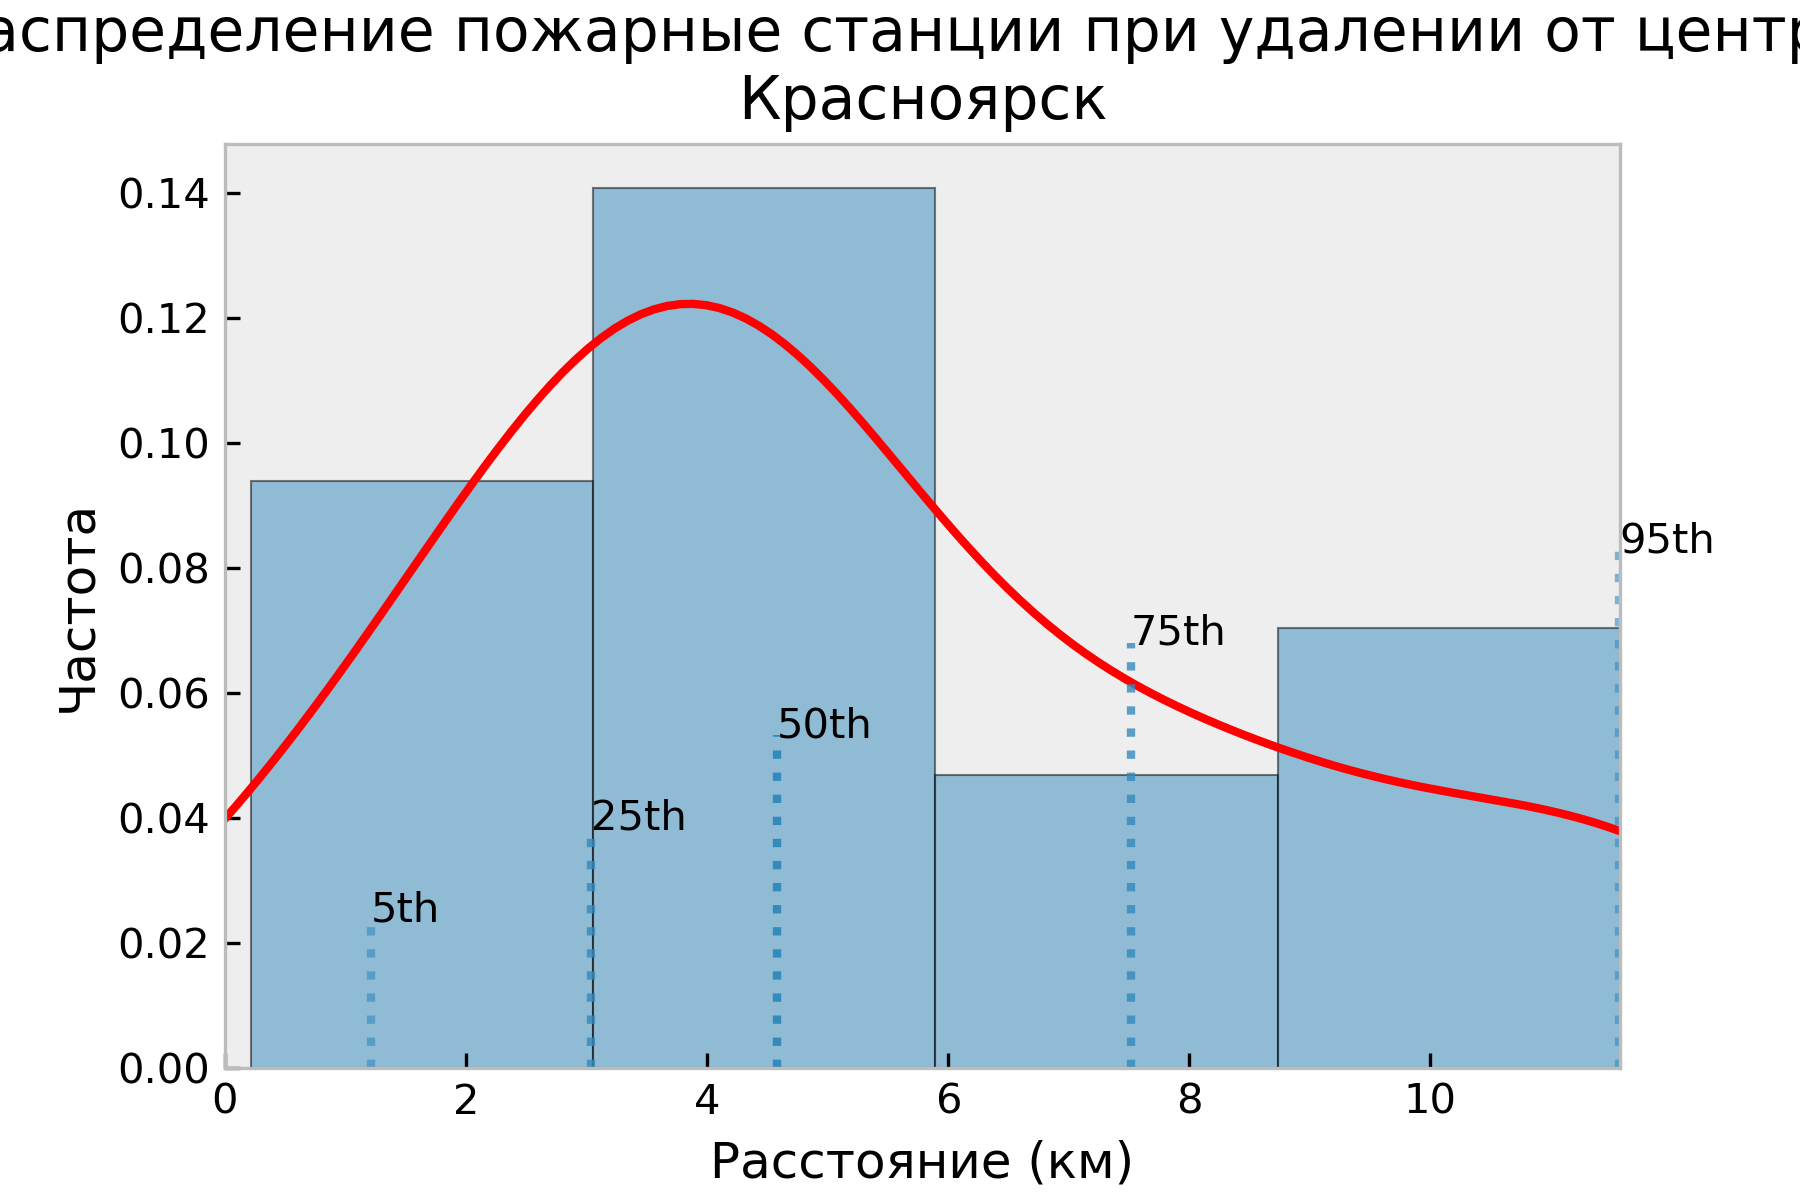 аспределение пожарные станции при удалении от центр
Красноярск
0.14
0.12
0.10
0.08
0.06
0.04
0.02
0.00
Частота
5th
25th
50th
75th
95th
0 2 4 6 8 10
Расстояние (км)